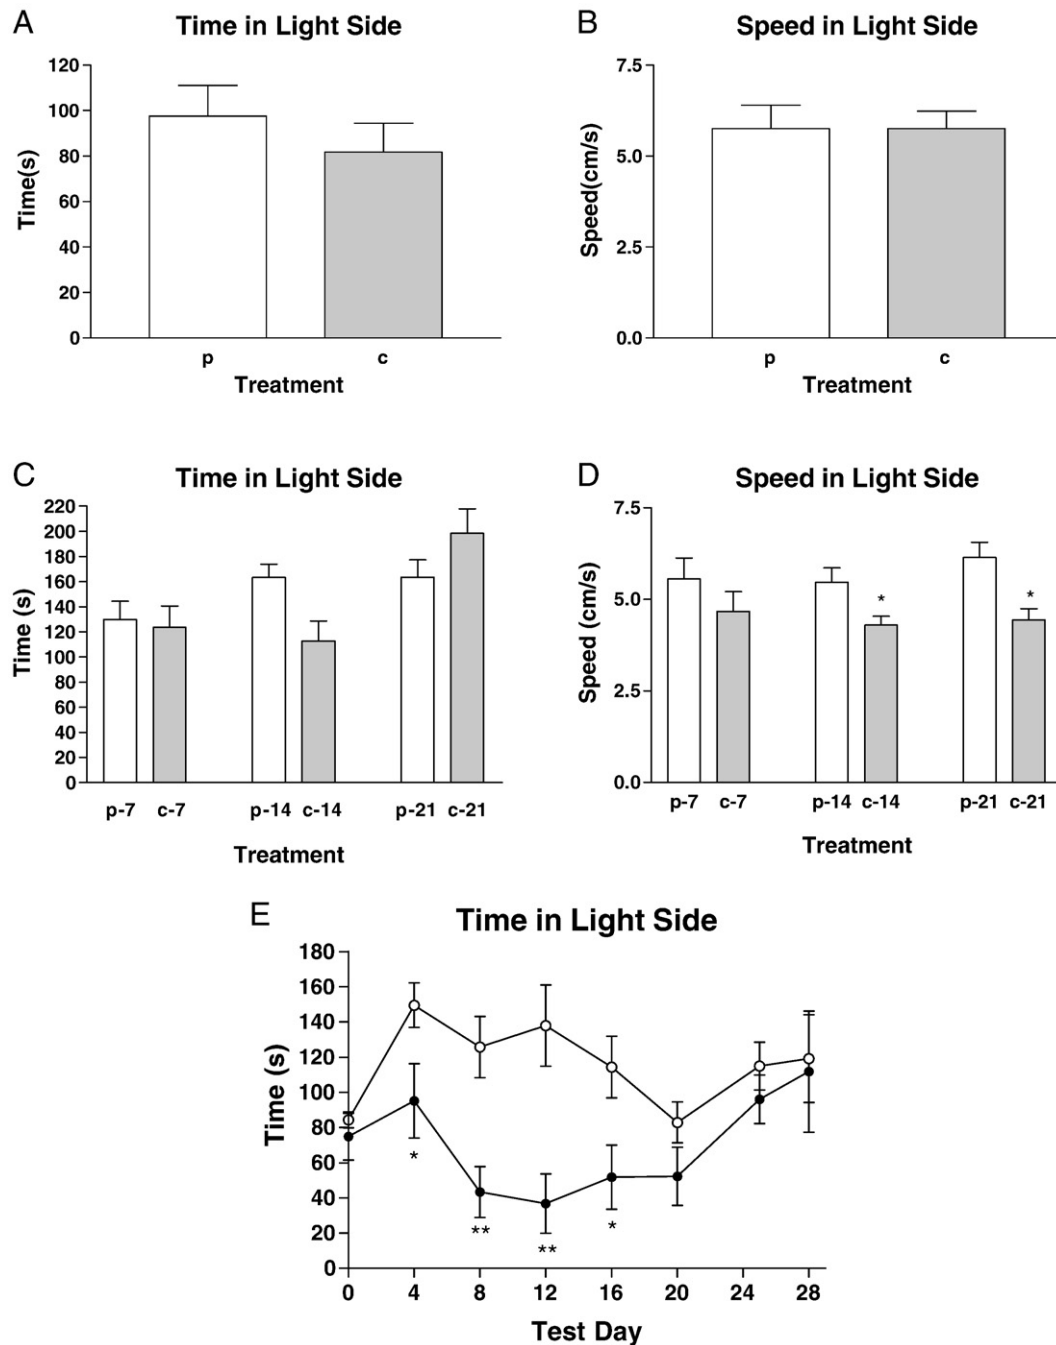 A
Time in Light Side
120
100
80
60
40
20
0
Time(s)
p c
Treatment
B
Speed in Light Side
7.5
5.0
2.5
0.0
Speed(cm/s)
p c
Treatment
C
Time in Light Side
220
200
180
160
140
120
100
80
60
40
20
0
Time (s)
p-7 c-7 p-14 c-14 p-21 c-21
Treatment
D
Speed in Light Side
7.5
5.0
2.5
0.0
Speed (cm/s)
* *
p-7 c-7 p-14 c-14 p-21 c-21
Treatment
E
Time in Light Side
180
160
140
120
100
80
60
40
20
0
Time (s)
* ** ** *
0 4 8 12 16 20 24 28
Test Day